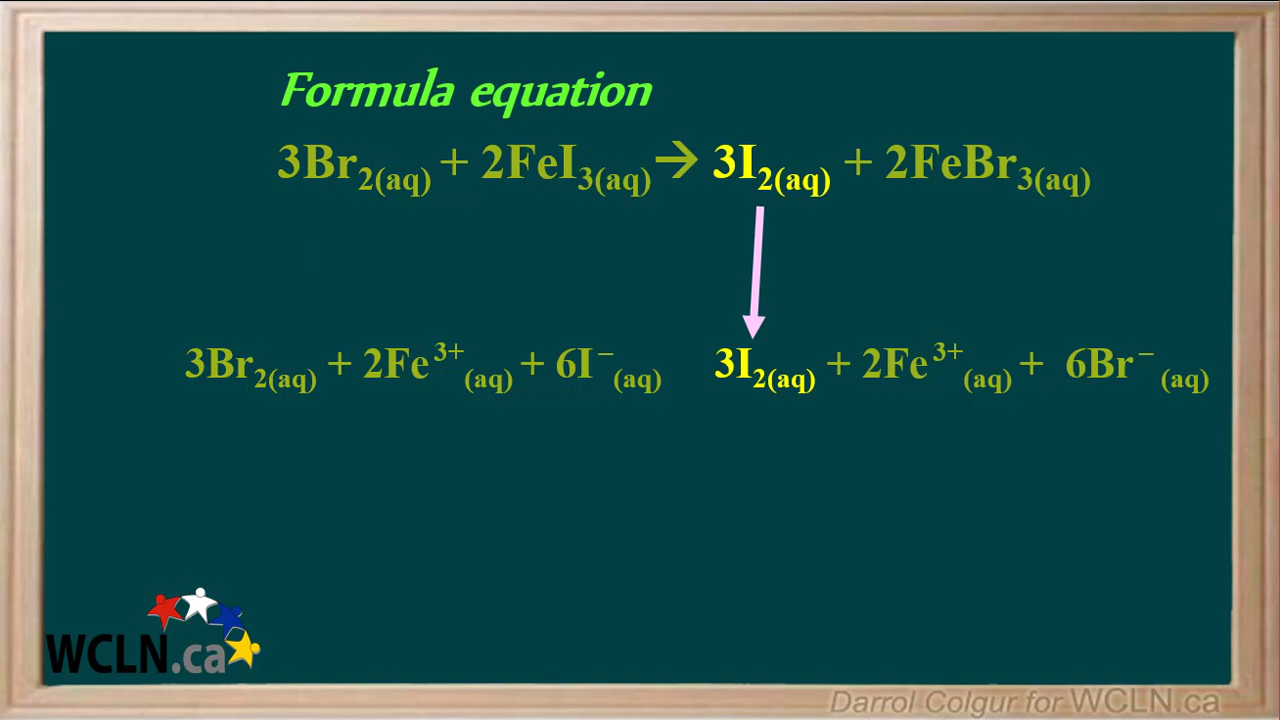 Formula equation
3Br₂(aq) + 2FeI₃(aq) → 3I₂(aq) + 2FeBr₃(aq)
3Br₂(aq) + 2Fe³⁺(aq) + 6I⁻(aq) 3I₂(aq) + 2Fe³⁺(aq) + 6Br⁻(aq)
WCLN.ca
Darrol Colgur for WCLN.ca